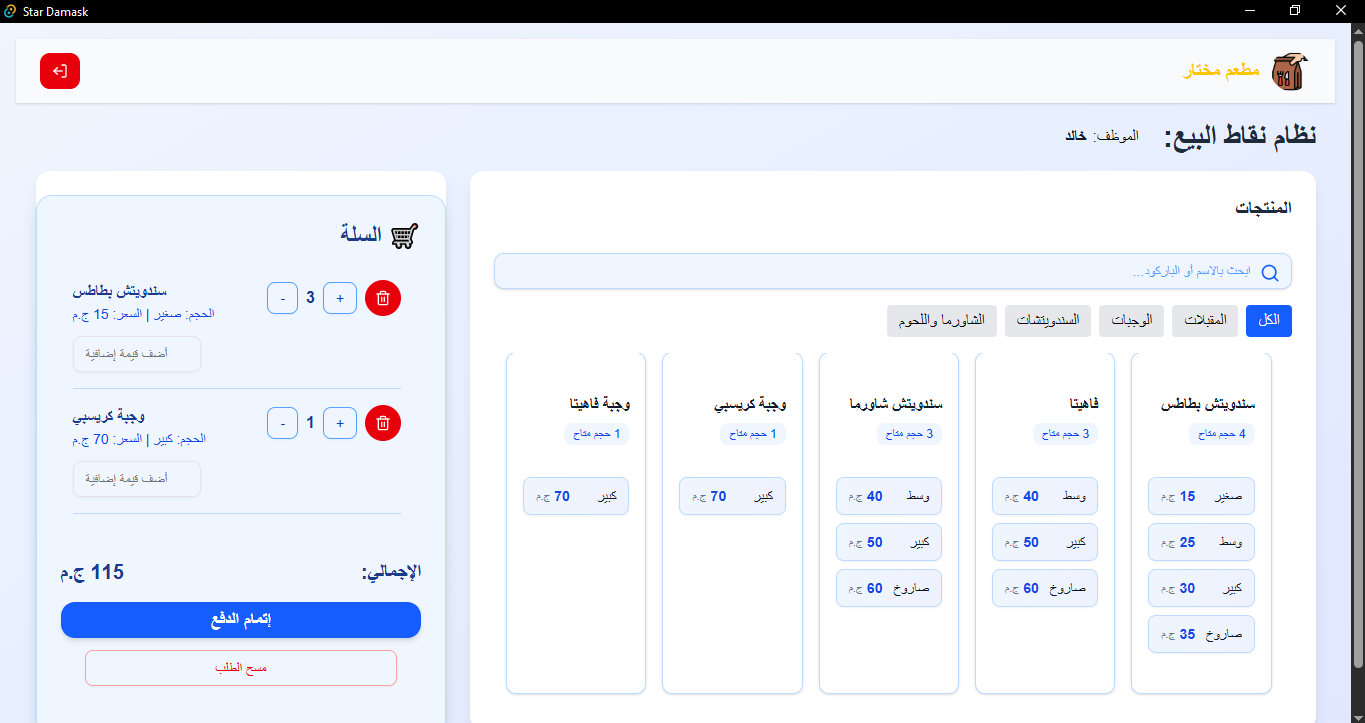 Star Damask
مطعم مختار
نظام نقاط البيع:
الموظف: خالد
المنتجات
ابحث بالاسم أو الباركود...
الكل
المقبلات
الوجبات
السندويتشات
الشاورما واللحوم
سندويتش بطاطس
4 حجم متاح
صغير 15 ج.م
وسط 25 ج.م
كبير 30 ج.م
صاروخ 35 ج.م
فاهيتا
3 حجم متاح
وسط 40 ج.م
كبير 50 ج.م
صاروخ 60 ج.م
سندويتش شاورما
3 حجم متاح
وسط 40 ج.م
كبير 50 ج.م
صاروخ 60 ج.م
وجبة كريسبي
1 حجم متاح
كبير 70 ج.م
وجبة فاهيتا
1 حجم متاح
كبير 70 ج.م
السلة
سندويتش بطاطس
الحجم: صغير | السعر: 15 ج.م
- 3 +
أضف قيمة إضافية
وجبة كريسبي
الحجم: كبير | السعر: 70 ج.م
- 1 +
أضف قيمة إضافية
الإجمالي: 115 ج.م
إتمام الدفع
مسح الطلب